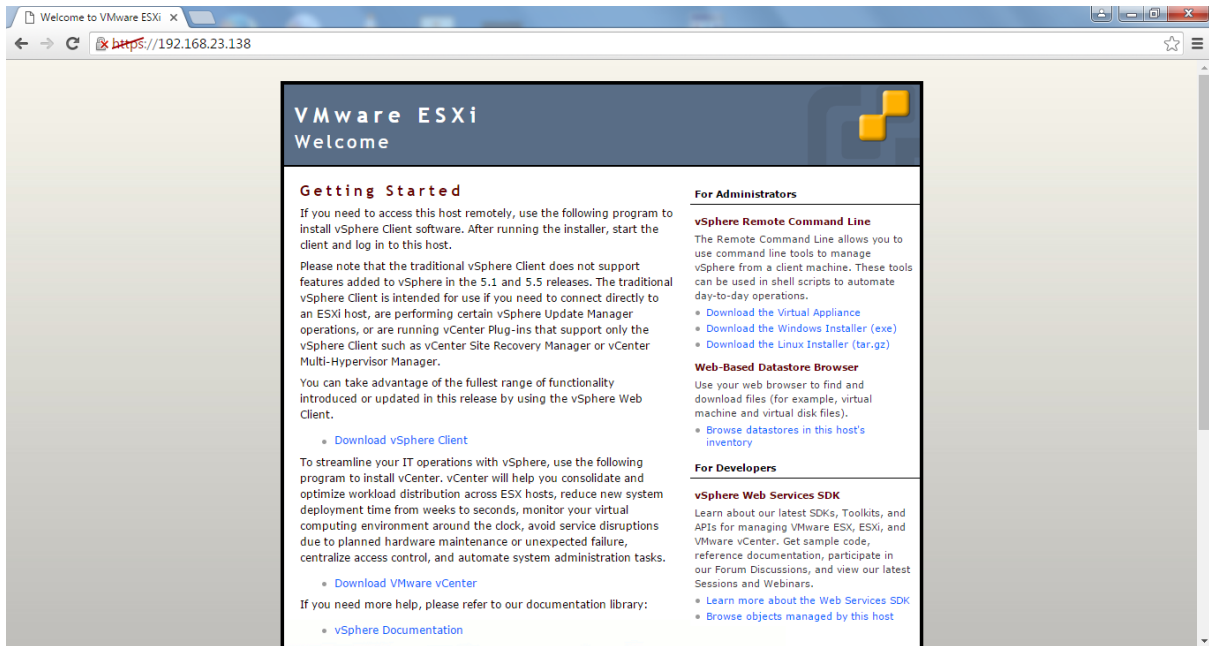 Welcome to VMware ESXi
https://192.168.23.138
VMware ESXi
Welcome
Getting Started
If you need to access this host remotely, use the following program to
install vSphere Client software. After running the installer, start the
client and log in to this host.
Please note that the traditional vSphere Client does not support
features added to vSphere in the 5.1 and 5.5 releases. The traditional
vSphere Client is intended for use if you need to connect directly to
an ESXi host, are performing certain vSphere Update Manager
operations, or are running vCenter Plug-ins that support only the
vSphere Client such as vCenter Site Recovery Manager or vCenter
Multi-Hypervisor Manager.
You can take advantage of the fullest range of functionality
introduced or updated in this release by using the vSphere Web
Client.
Download vSphere Client
To streamline your IT operations with vSphere, use the following
program to install vCenter. vCenter will help you consolidate and
optimize workload distribution across ESX hosts, reduce new system
deployment time from weeks to seconds, monitor your virtual
computing environment around the clock, avoid service disruptions
due to planned hardware maintenance or unexpected failure,
centralize access control, and automate system administration tasks.
Download VMware vCenter
If you need more help, please refer to our documentation library:
vSphere Documentation
For Administrators
vSphere Remote Command Line
The Remote Command Line allows you to
use command line tools to manage
vSphere from a client machine. These tools
can be used in shell scripts to automate
day-to-day operations.
Download the Virtual Appliance
Download the Windows Installer (exe)
Download the Linux Installer (tar.gz)
Web-Based Datastore Browser
Use your web browser to find and
download files (for example, virtual
machine and virtual disk files).
Browse datastores in this host's
inventory
For Developers
vSphere Web Services SDK
Learn about our latest SDKs, Toolkits, and
APIs for managing VMware ESX, ESXi, and
VMware vCenter. Get sample code,
reference documentation, participate in
our Forum Discussions, and view our latest
Sessions and Webinars.
Learn more about the Web Services SDK
Browse objects managed by this host